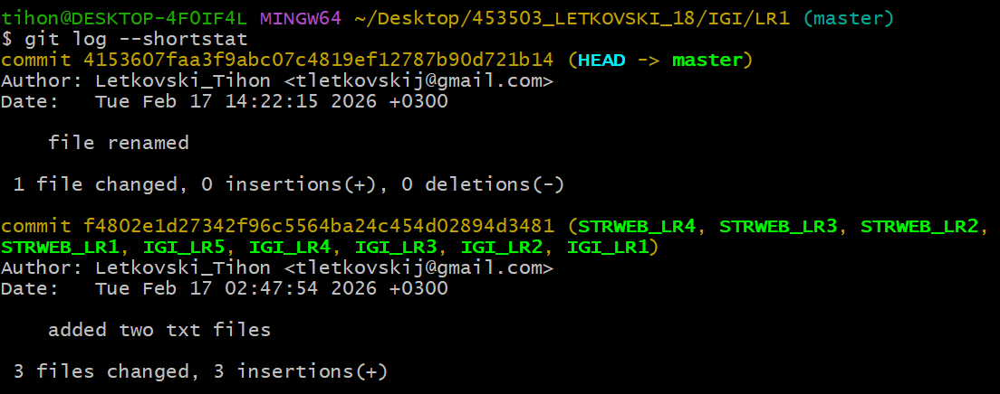 tihon@DESKTOP-4F0IF4L MINGW64 ~/Desktop/453503_LETKOVSKI_18/IGI/LR1 (master)
$ git log --shortstat
commit 4153607faa3f9abc07c4819ef12787b90d721b14 (HEAD -> master)
Author: Letkovski_Tihon <tletkovskij@gmail.com>
Date:   Tue Feb 17 14:22:15 2026 +0300
    file renamed
 1 file changed, 0 insertions(+), 0 deletions(-)
commit f4802e1d27342f96c5564ba24c454d02894d3481 (STRWEB_LR4, STRWEB_LR3, STRWEB_LR2,
STRWEB_LR1, IGI_LR5, IGI_LR4, IGI_LR3, IGI_LR2, IGI_LR1)
Author: Letkovski_Tihon <tletkovskij@gmail.com>
Date:   Tue Feb 17 02:47:54 2026 +0300
    added two txt files
 3 files changed, 3 insertions(+)